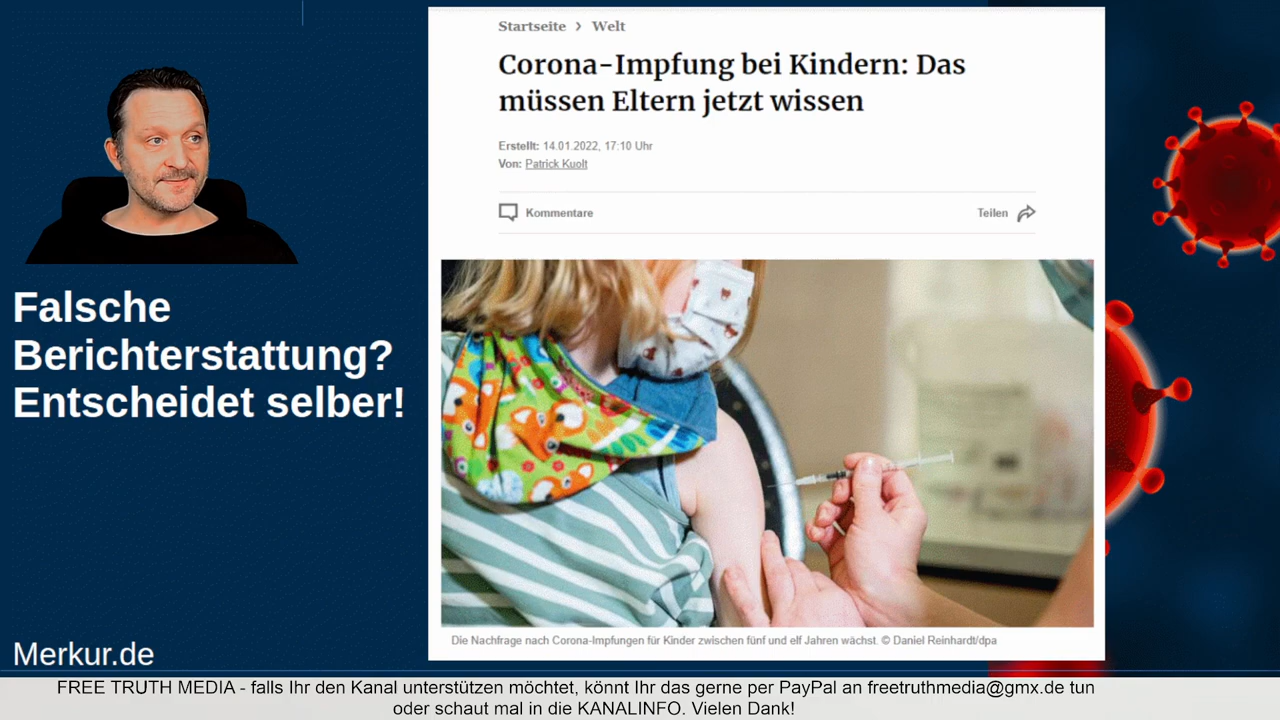 Startseite > Welt
Corona-Impfung bei Kindern: Das
müssen Eltern jetzt wissen
Erstellt: 14.01.2022, 17:10 Uhr
Von: Patrick Kuolt
Kommentare
Teilen
Falsche
Berichterstattung?
Entscheidet selber!
Die Nachfrage nach Corona-Impfungen für Kinder zwischen fünf und elf Jahren wächst. © Daniel Reinhardt/dpa
Merkur.de
FREE TRUTH MEDIA - falls Ihr den Kanal unterstützen möchtet, könnt Ihr das gerne per PayPal an freetruthmedia@gmx.de tun
oder schaut mal in die KANALINFO. Vielen Dank!